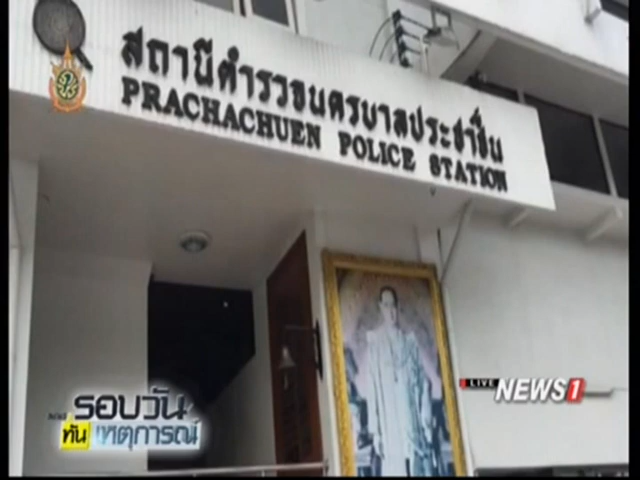 สถานีตำรวจนครบาลประชาชื่น
PRACHACHUEN POLICE STATION
LIVE NEWS1
รอบวัน
ทัน เหตุการณ์